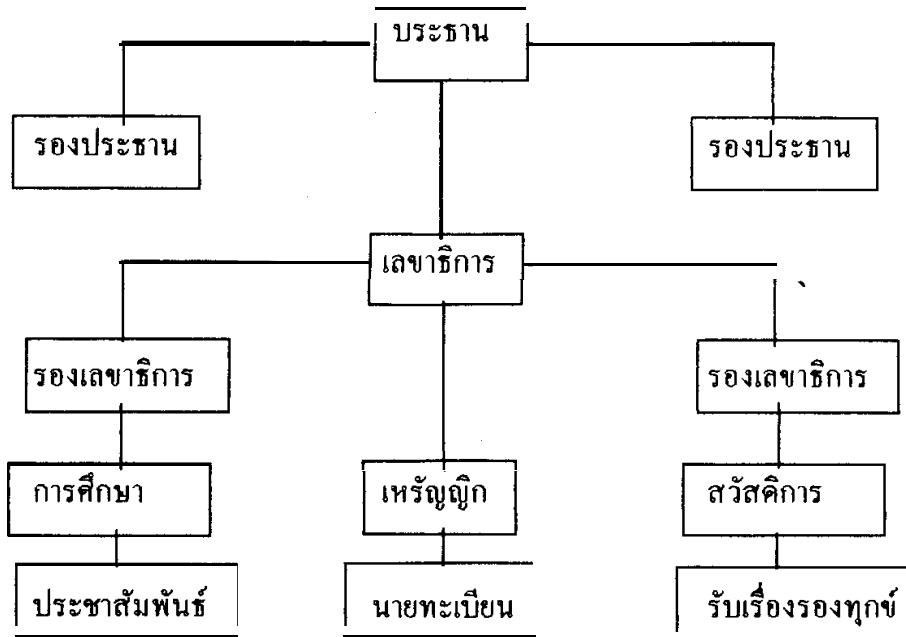 ประธาน
รองประธาน
รองประธาน
เลขาธิการ
รองเลขาธิการ
รองเลขาธิการ
การศึกษา
เหรัญญิก
สวัสดิการ
ประชาสัมพันธ์
นายทะเบียน
รับเรื่องรองทุกข์